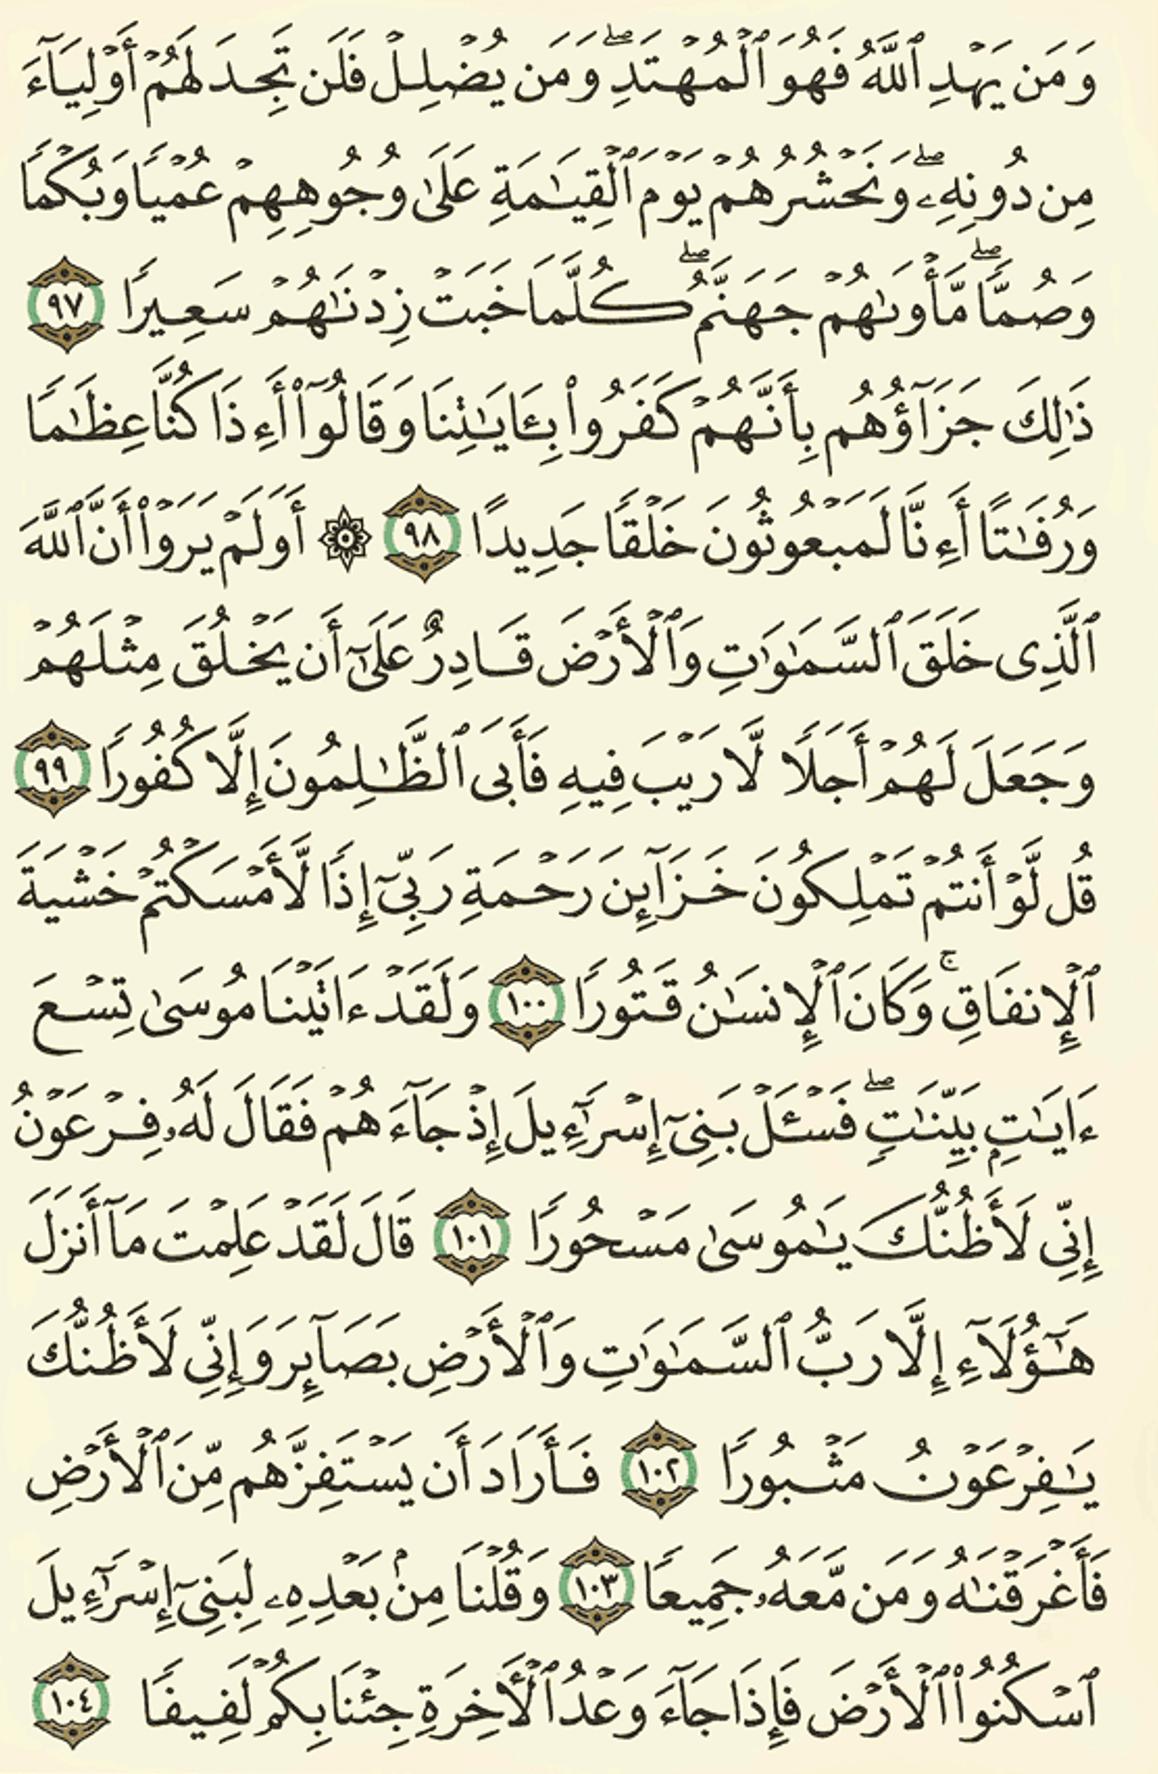 وَمَن يَهْدِ ٱللَّهُ فَهُوَ ٱلْمُهْتَدِ ۖ وَمَن يُضْلِلْ فَلَن تَجِدَ لَهُمْ أَوْلِيَآءَ
مِن دُونِهِۦ ۖ وَنَحْشُرُهُمْ يَوْمَ ٱلْقِيَـٰمَةِ عَلَىٰ وُجُوهِهِمْ عُمْيًا وَبُكْمًا
وَصُمًّا ۖ مَّأْوَىٰهُمْ جَهَنَّمُ ۖ كُلَّمَا خَبَتْ زِدْنَـٰهُمْ سَعِيرًا ٩٧
ذَٰلِكَ جَزَآؤُهُم بِأَنَّهُمْ كَفَرُوا۟ بِـَٔايَـٰتِنَا وَقَالُوٓا۟ أَءِذَا كُنَّا عِظَـٰمًا
وَرُفَـٰتًا أَءِنَّا لَمَبْعُوثُونَ خَلْقًا جَدِيدًا ٩٨ ۞ أَوَلَمْ يَرَوْا۟ أَنَّ ٱللَّهَ
ٱلَّذِى خَلَقَ ٱلسَّمَـٰوَٰتِ وَٱلْأَرْضَ قَادِرٌ عَلَىٰٓ أَن يَخْلُقَ مِثْلَهُمْ
وَجَعَلَ لَهُمْ أَجَلًا لَّا رَيْبَ فِيهِ فَأَبَى ٱلظَّـٰلِمُونَ إِلَّا كُفُورًا ٩٩
قُل لَّوْ أَنتُمْ تَمْلِكُونَ خَزَآئِنَ رَحْمَةِ رَبِّىٓ إِذًا لَّأَمْسَكْتُمْ خَشْيَةَ
ٱلْإِنفَاقِ ۚ وَكَانَ ٱلْإِنسَـٰنُ قَتُورًا ١٠٠ وَلَقَدْ ءَاتَيْنَا مُوسَىٰ تِسْعَ
ءَايَـٰتٍۭ بَيِّنَـٰتٍ ۖ فَسْـَٔلْ بَنِىٓ إِسْرَٰٓءِيلَ إِذْ جَآءَهُمْ فَقَالَ لَهُۥ فِرْعَوْنُ
إِنِّى لَأَظُنُّكَ يَـٰمُوسَىٰ مَسْحُورًا ١٠١ قَالَ لَقَدْ عَلِمْتَ مَآ أَنزَلَ
هَـٰٓؤُلَآءِ إِلَّا رَبُّ ٱلسَّمَـٰوَٰتِ وَٱلْأَرْضِ بَصَآئِرَ وَإِنِّى لَأَظُنُّكَ
يَـٰفِرْعَوْنُ مَثْبُورًا ١٠٢ فَأَرَادَ أَن يَسْتَفِزَّهُم مِّنَ ٱلْأَرْضِ
فَأَغْرَقْنَـٰهُ وَمَن مَّعَهُۥ جَمِيعًا ١٠٣ وَقُلْنَا مِنۢ بَعْدِهِۦ لِبَنِىٓ إِسْرَٰٓءِيلَ
ٱسْكُنُوا۟ ٱلْأَرْضَ فَإِذَا جَآءَ وَعْدُ ٱلْـَٔاخِرَةِ جِئْنَا بِكُمْ لَفِيفًا ١٠٤